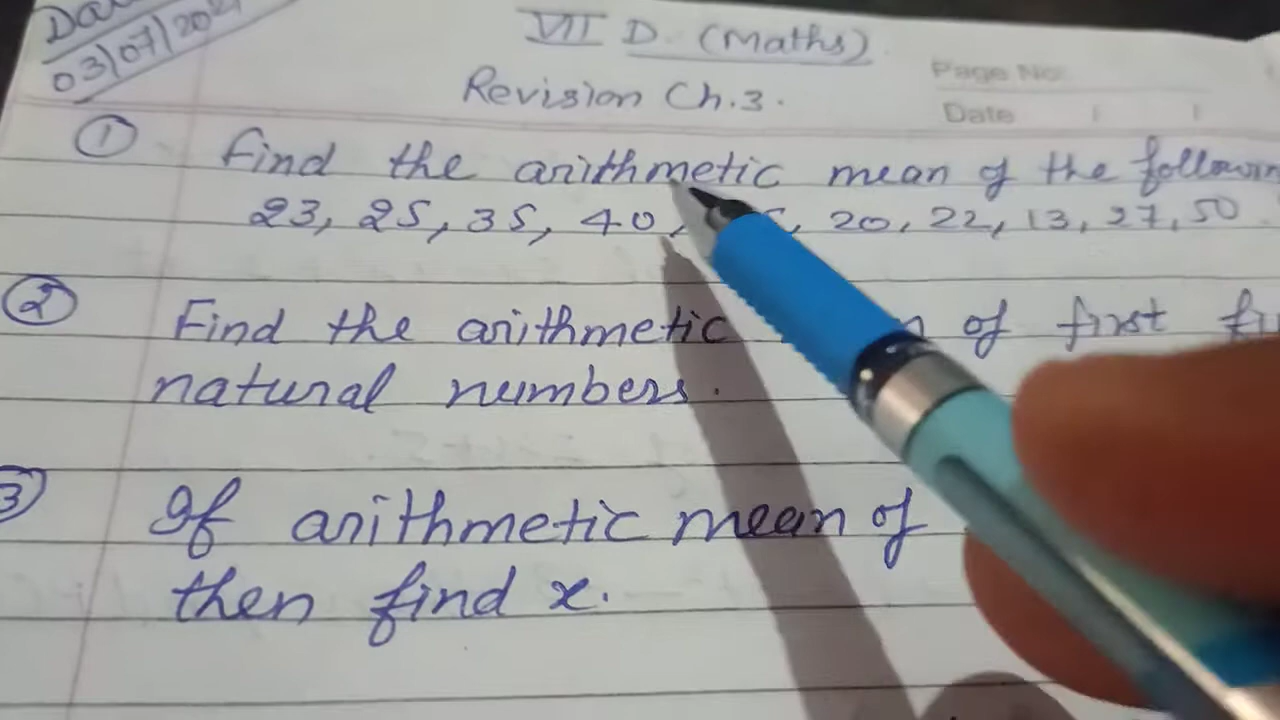 03/07/202
VII D. (Maths)
Page No:
Revision Ch.3.
Date
① Find the arithmetic mean of the
23, 25, 35, 40, 20, 22, 13, 27, 50
② Find the arithmetic of first
natural numbers.
3 If arithmetic mean of
then find x.